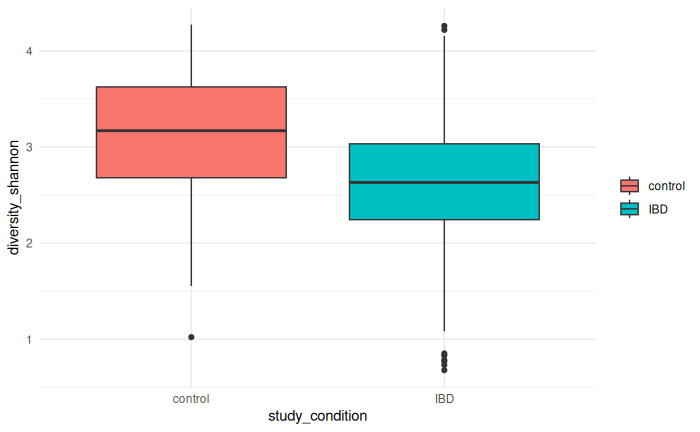 diversity_shannon
4
3
2
1
control
IBD
study_condition
control
IBD